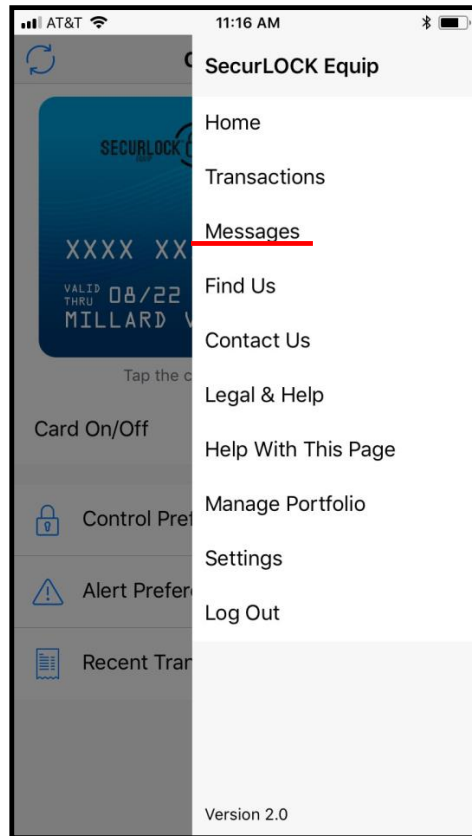 AT&T 11:16 AM
SecurLOCK Equip
Home
Transactions
Messages
Find Us
Contact Us
Legal & Help
Help With This Page
Manage Portfolio
Settings
Log Out
Version 2.0
SECURLOCK
XXXX XX
VALID THRU 08/22
MILLARD V
Tap the c
Card On/Off
Control Pref
Alert Prefer
Recent Tran